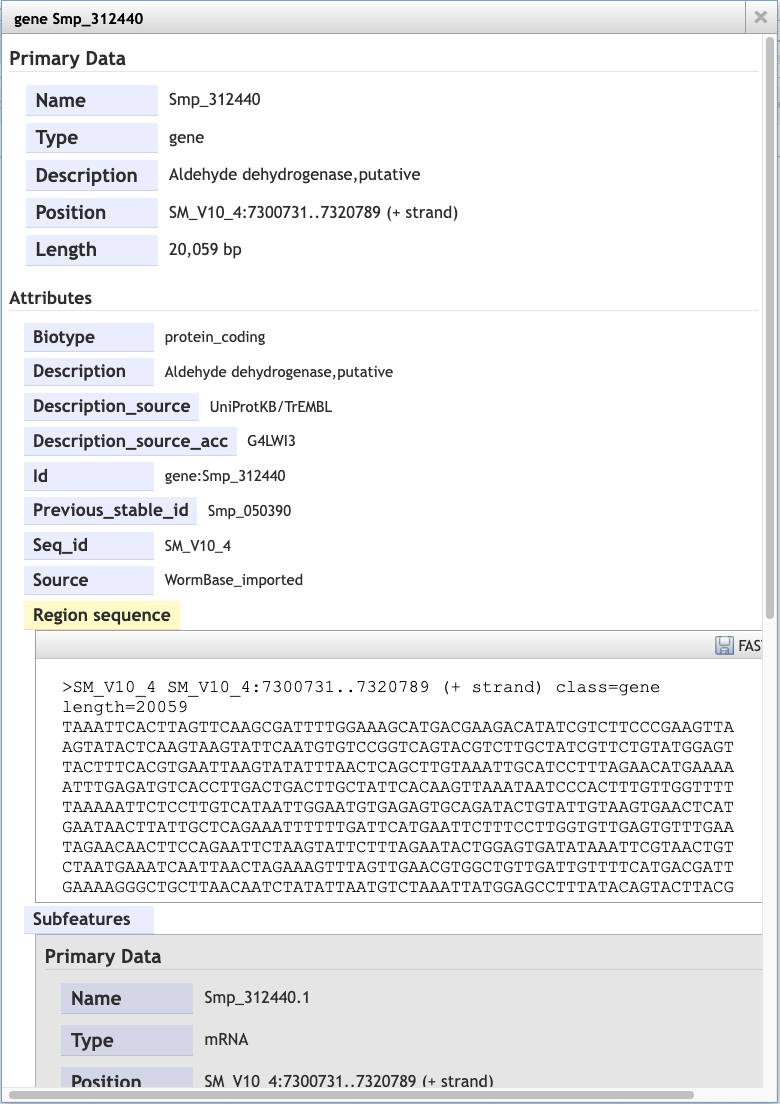 gene Smp_312440
Primary Data
Name Smp_312440
Type gene
Description Aldehyde dehydrogenase,putative
Position SM_V10_4:7300731..7320789 (+ strand)
Length 20,059 bp
Attributes
Biotype protein_coding
Description Aldehyde dehydrogenase,putative
Description_source UniProtKB/TrEMBL
Description_source_acc G4LWI3
Id gene:Smp_312440
Previous_stable_id Smp_050390
Seq_id SM_V10_4
Source WormBase_imported
Region sequence
FAST
>SM_V10_4 SM_V10_4:7300731..7320789 (+ strand) class=gene
length=20059
TAAATTCACTTAGTTCAAGCGATTTTGGAAAGCATGACGAAGACATATCGTCTTCCCGAAGTTA
AGTATACTCAAGTAAGTATTCAATGTGTCCGGTCAGTACGTCTTGCTATCGTTCTGTATGGAGT
TACTTTCACGTGAATTAAGTATATTTAACTCAGCTTGTAAATTGCATCCTTTAGAACATGAAAA
ATTTGAGATGTCACCTTGACTGACTTGCTATTCACAAGTTAAATAATCCCACTTTGTTGGTTTT
TAAAAATTCTCCTTGTCATAATTGGAATGTGAGAGTGCAGATACTGTATTGTAAGTGAACTCAT
GAATAACTTATTGCTCAGAAATTTTTTGATTCATGAATTCTTTCCTTGGTGTTGAGTGTTTGAA
TAGAACAACTTCCAGAATTCTAAGTATTCTTTAGAATACTGGAGTGATATAAATTCGTAACTGT
CTAATGAAATCAATTAACTAGAAAGTTTAGTTGAACGTGGCTGTTGATTGTTTTCATGACGATT
GAAAAGGGCTGCTTAACAATCTATATTAATGTCTAAATTATGGAGCCTTTATACAGTACTTACG
Subfeatures
Primary Data
Name Smp_312440.1
Type mRNA
Position SM_V10_4:7300731..7320789 (+ strand)